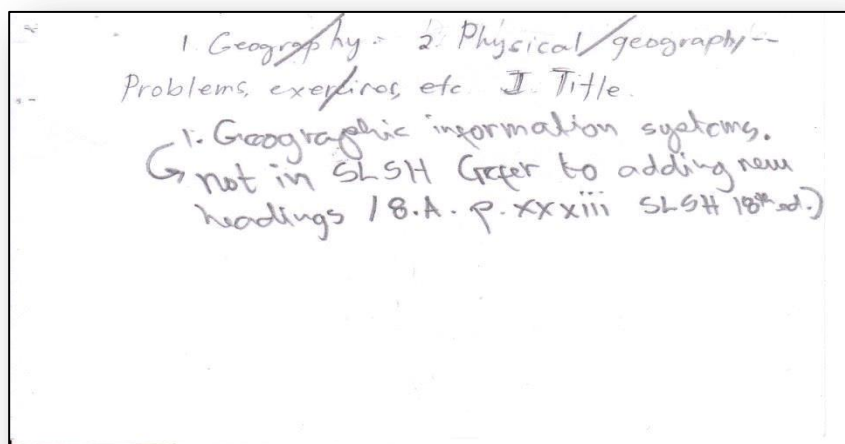 1. Geography. 2. Physical geography--
Problems, exercises, etc. I. Title.
1. Geographic information systems.
not in SLSH (refer to adding new
headings / 8.A. p. xxxiii SLSH 18th ed.)